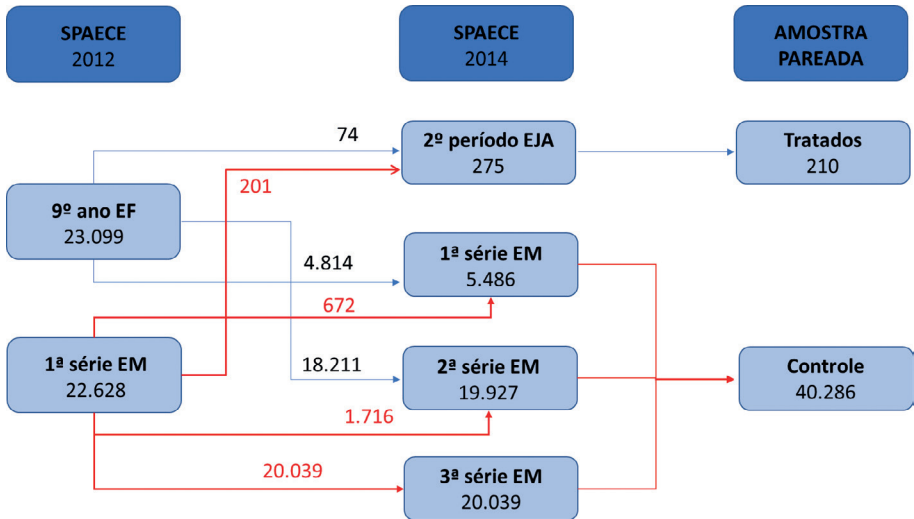 SPAECE
2012
SPAECE
2014
AMOSTRA
PAREADA
74
2º período EJA
275
Tratados
210
201
9º ano EF
23.099
4.814
1ª série EM
5.486
672
1ª série EM
22.628
18.211
2ª série EM
19.927
Controle
40.286
1.716
20.039
3ª série EM
20.039